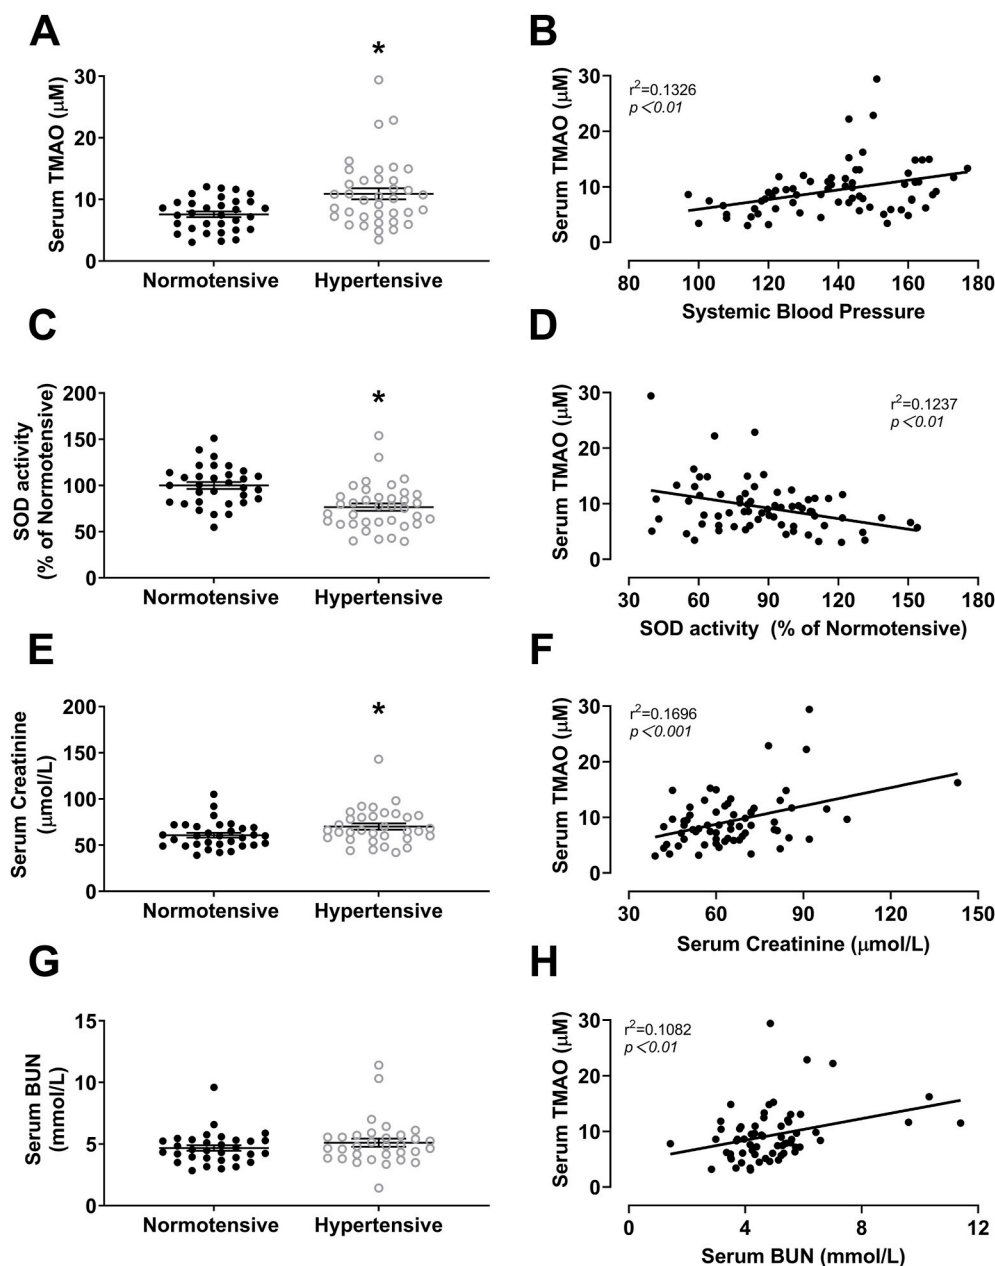 A
*
Serum TMAO (μM)
30
20
10
0
Normotensive
Hypertensive
B
r²=0.1326
p<0.01
Serum TMAO (μM)
30
20
10
0
80
100
120
140
160
180
Systemic Blood Pressure
C
*
SOD activity
(% of Normotensive)
200
150
100
50
0
Normotensive
Hypertensive
D
r²=0.1237
p<0.01
Serum TMAO (μM)
30
20
10
0
30
60
90
120
150
180
SOD activity (% of Normotensive)
E
*
Serum Creatinine
(μmol/L)
200
150
100
50
0
Normotensive
Hypertensive
F
r²=0.1696
p<0.001
Serum TMAO (μM)
30
20
10
0
30
60
90
120
150
Serum Creatinine (μmol/L)
G
Serum BUN
(mmol/L)
15
10
5
0
Normotensive
Hypertensive
H
r²=0.1082
p<0.01
Serum TMAO (μM)
30
20
10
0
0
4
8
12
Serum BUN (mmol/L)